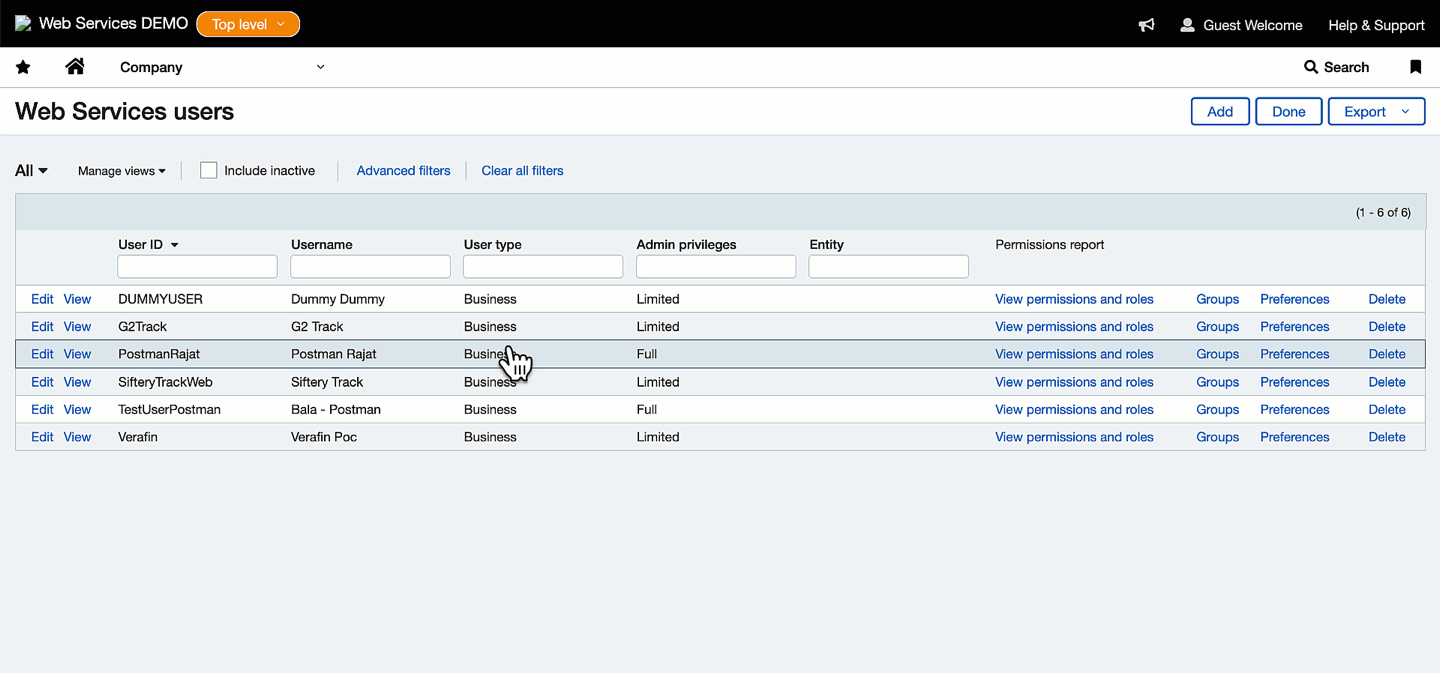 Web Services DEMO Top level Guest Welcome Help & Support
Company Search
Web Services users Add Done Export
All Manage views Include inactive Advanced filters Clear all filters
(1 - 6 of 6)
User ID Username User type Admin privileges Entity Permissions report
Edit View DUMMYUSER Dummy Dummy Business Limited View permissions and roles Groups Preferences Delete
Edit View G2Track G2 Track Business Limited View permissions and roles Groups Preferences Delete
Edit View PostmanRajat Postman Rajat Business Full View permissions and roles Groups Preferences Delete
Edit View SifteryTrackWeb Siftery Track Business Limited View permissions and roles Groups Preferences Delete
Edit View TestUserPostman Bala - Postman Business Full View permissions and roles Groups Preferences Delete
Edit View Verafin Verafin Poc Business Limited View permissions and roles Groups Preferences Delete